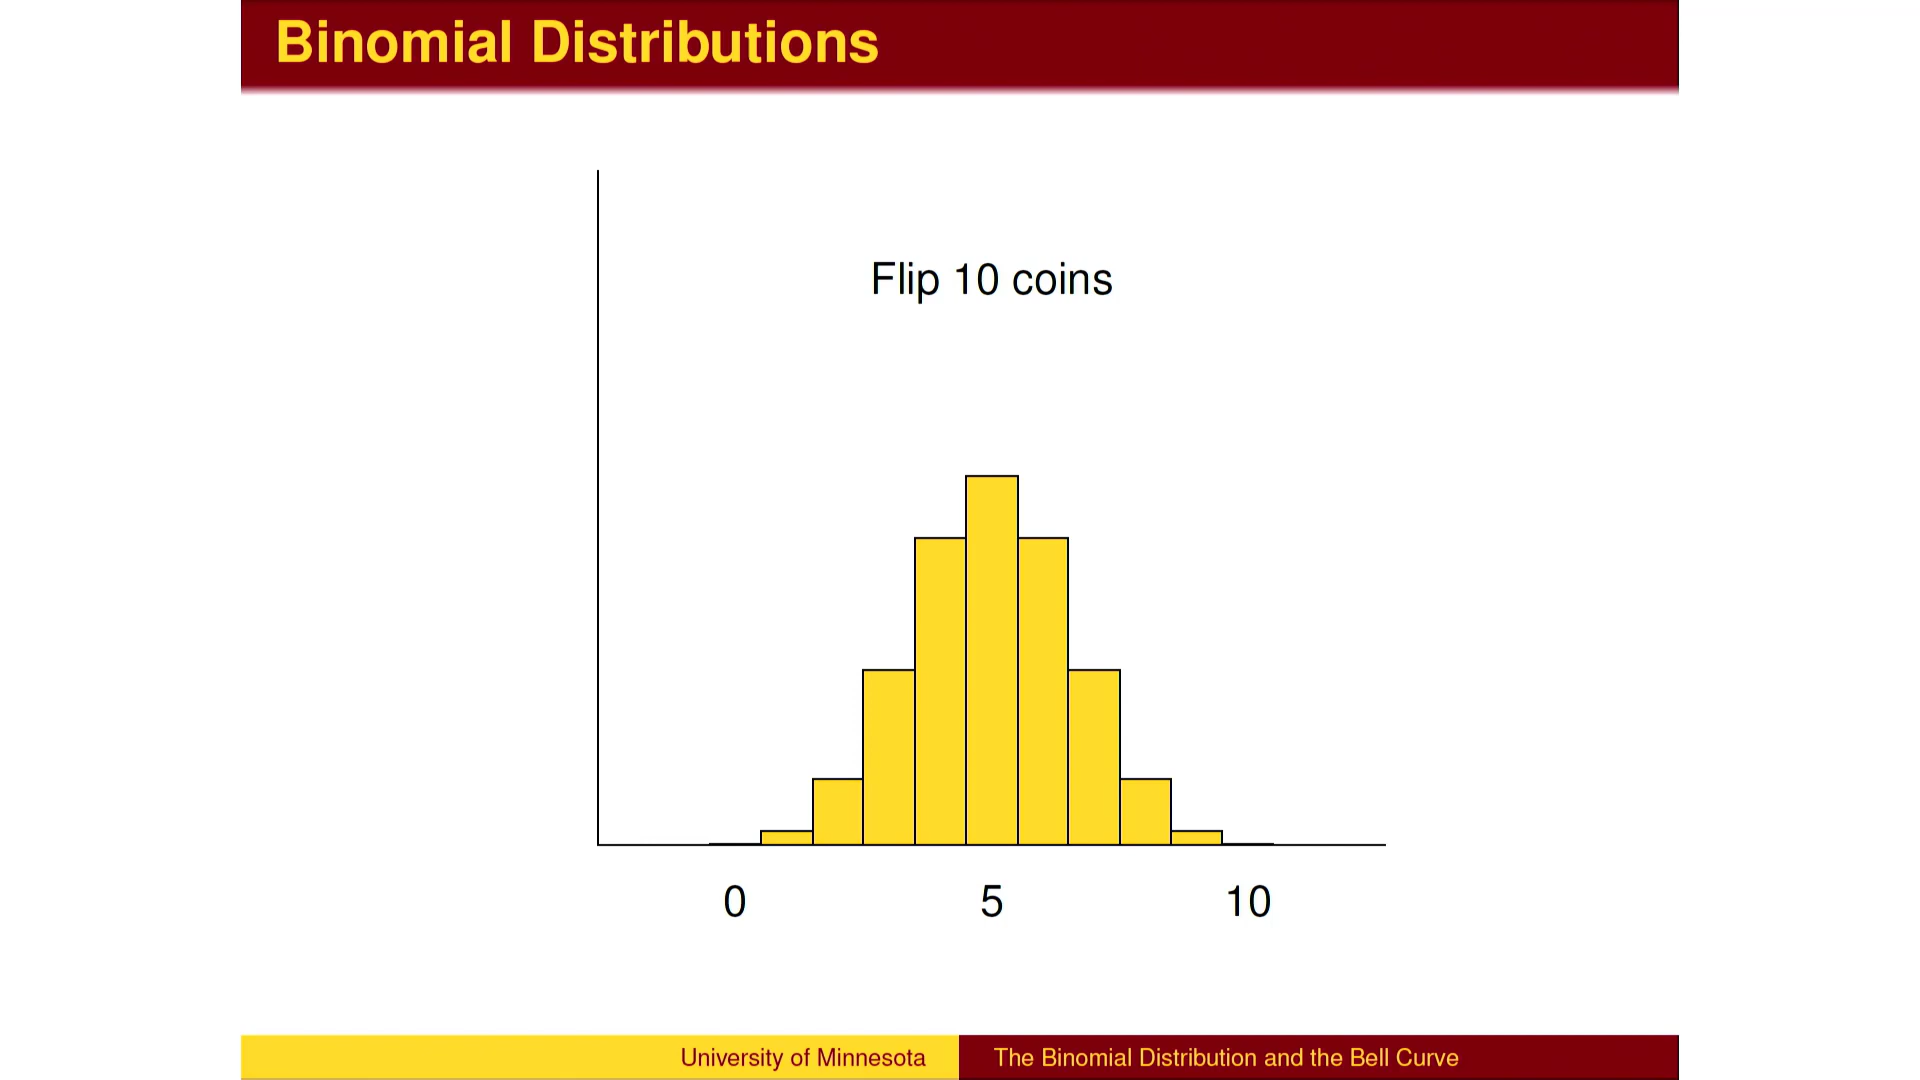 Binomial Distributions
Flip 10 coins
0 5 10
University of Minnesota The Binomial Distribution and the Bell Curve